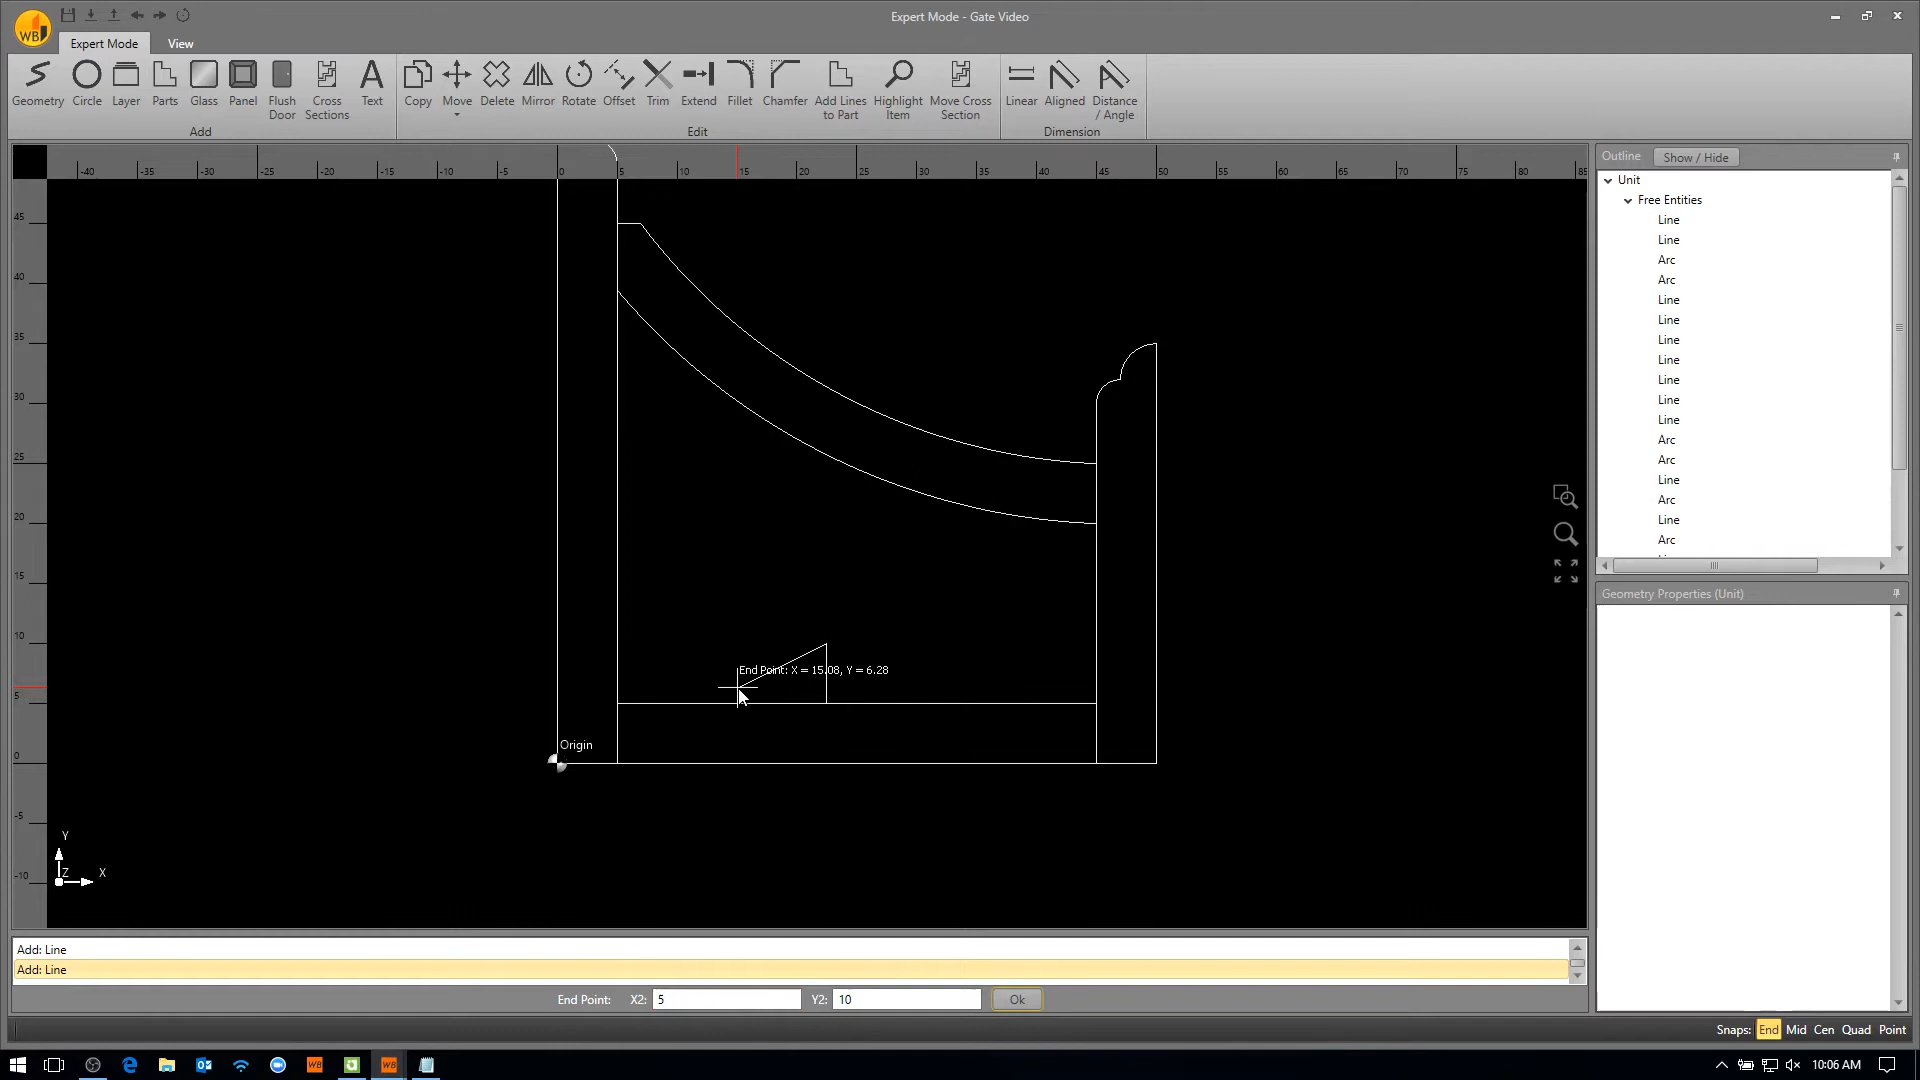 WB
Expert Mode - Gate Video
Expert Mode
View
Geometry
Circle
Layer
Parts
Glass
Panel
Flush
Door
Cross
Sections
Text
Add
Copy
Move
Delete
Mirror
Rotate
Offset
Trim
Extend
Fillet
Chamfer
Add Lines
to Part
Highlight
Item
Move Cross
Section
Edit
Linear
Aligned
Distance
/ Angle
Dimension
-40 -35 -30 -25 -20 -15 -10 -5 0 5 10 15 20 25 30 35 40 45 50 55 60 65 70 75 80 85
45
40
35
30
25
20
15
10
5
0
-5
-10
End Point: X = 15.08, Y = 6.28
Origin
Y
Z
X
Outline
Show / Hide
Unit
Free Entities
Line
Line
Arc
Arc
Line
Line
Line
Line
Line
Line
Line
Arc
Arc
Line
Arc
Line
Arc
Geometry Properties (Unit)
Add: Line
Add: Line
End Point: X2: 5 Y2: 10 Ok
Snaps: End Mid Cen Quad Point
WB
WB
10:06 AM